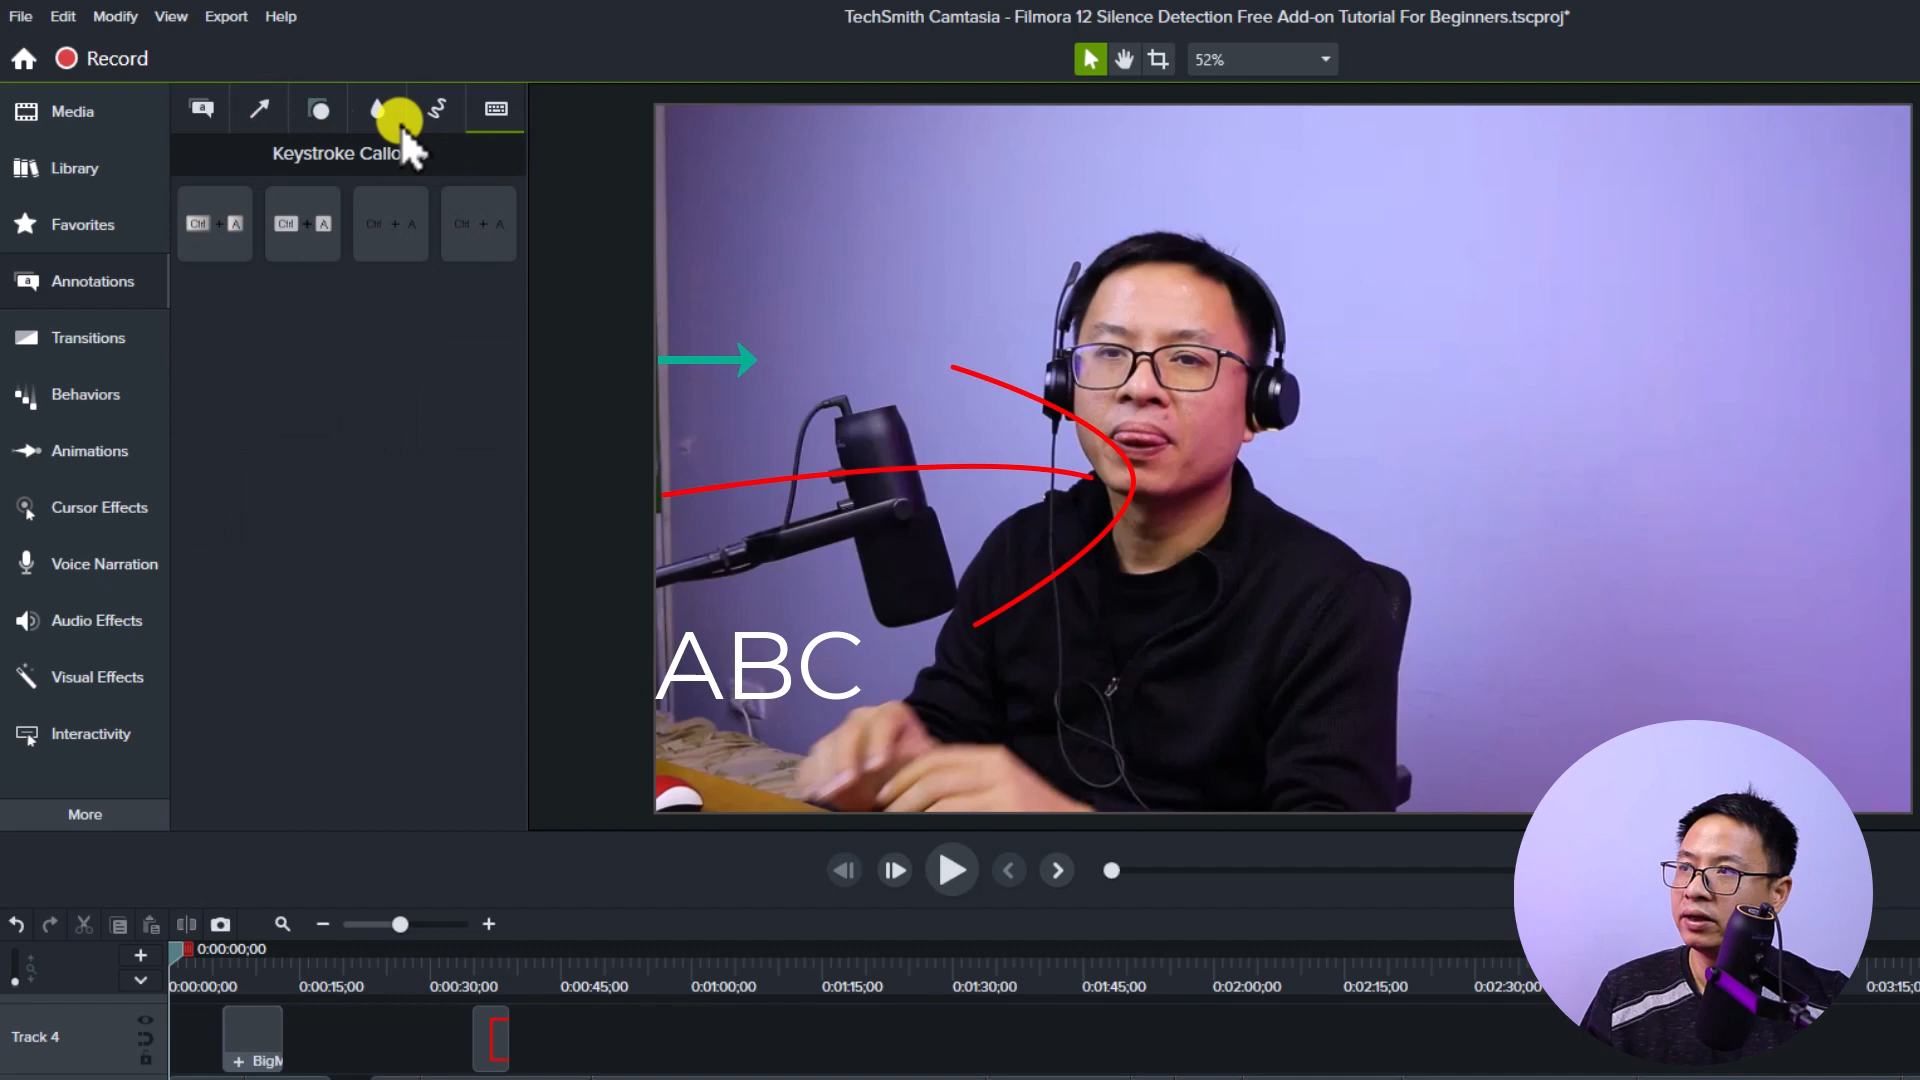 File Edit Modify View Export Help
TechSmith Camtasia - Filmora 12 Silence Detection Free Add-on Tutorial For Beginners.tscproj*
Record
52%
Media
Library
Favorites
Annotations
Transitions
Behaviors
Animations
Cursor Effects
Voice Narration
Audio Effects
Visual Effects
Interactivity
More
a
Keystroke Callo
Ctrl + A
Ctrl + A
Ctrl + A
Ctrl + A
ABC
0:00:00;00
0:00:00;00 0:00:15;00 0:00:30;00 0:00:45;00 0:01:00;00 0:01:15;00 0:01:30;00 0:01:45;00 0:02:00;00 0:02:15;00 0:02:30;00 0:03:15;0
Track 4
+ BigM